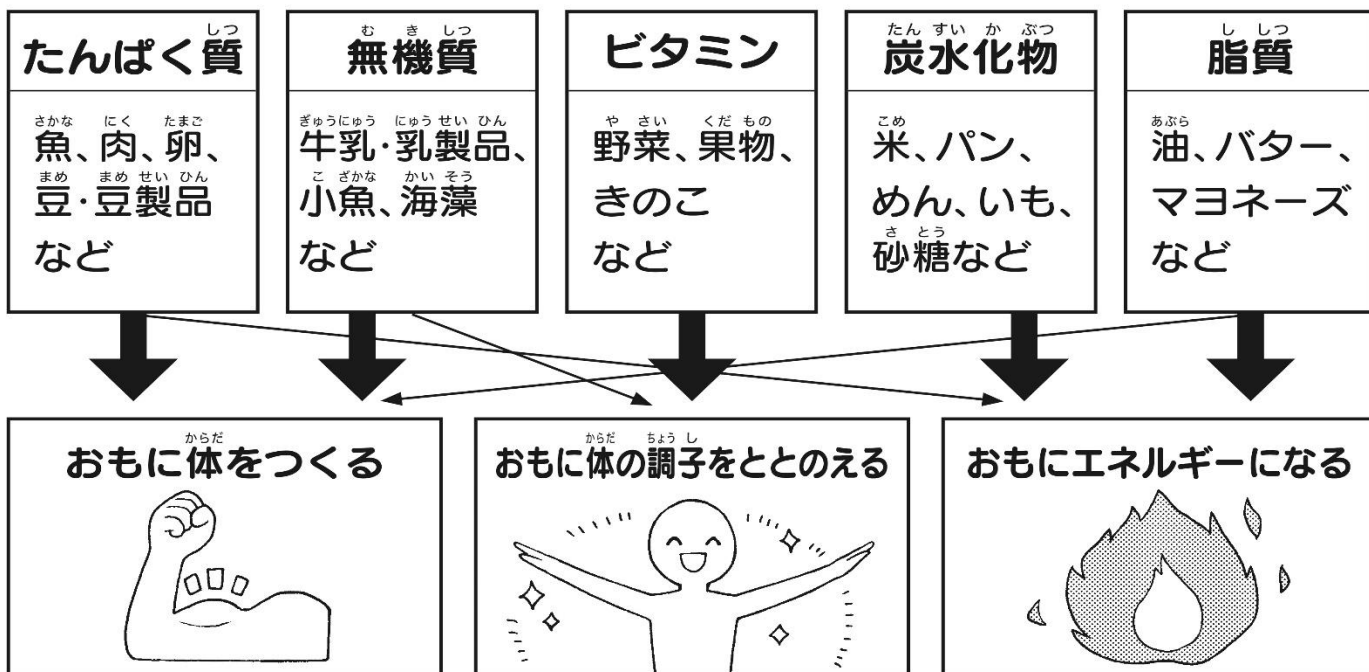 たんぱく質
魚、肉、卵、
豆・豆製品
など
無機質
牛乳・乳製品、
小魚、海藻
など
ビタミン
野菜、果物、
きのこ
など
炭水化物
米、パン、
めん、いも、
砂糖など
脂質
油、バター、
マヨネーズ
など
おもに体をつくる
おもに体の調子をととのえる
おもにエネルギーになる